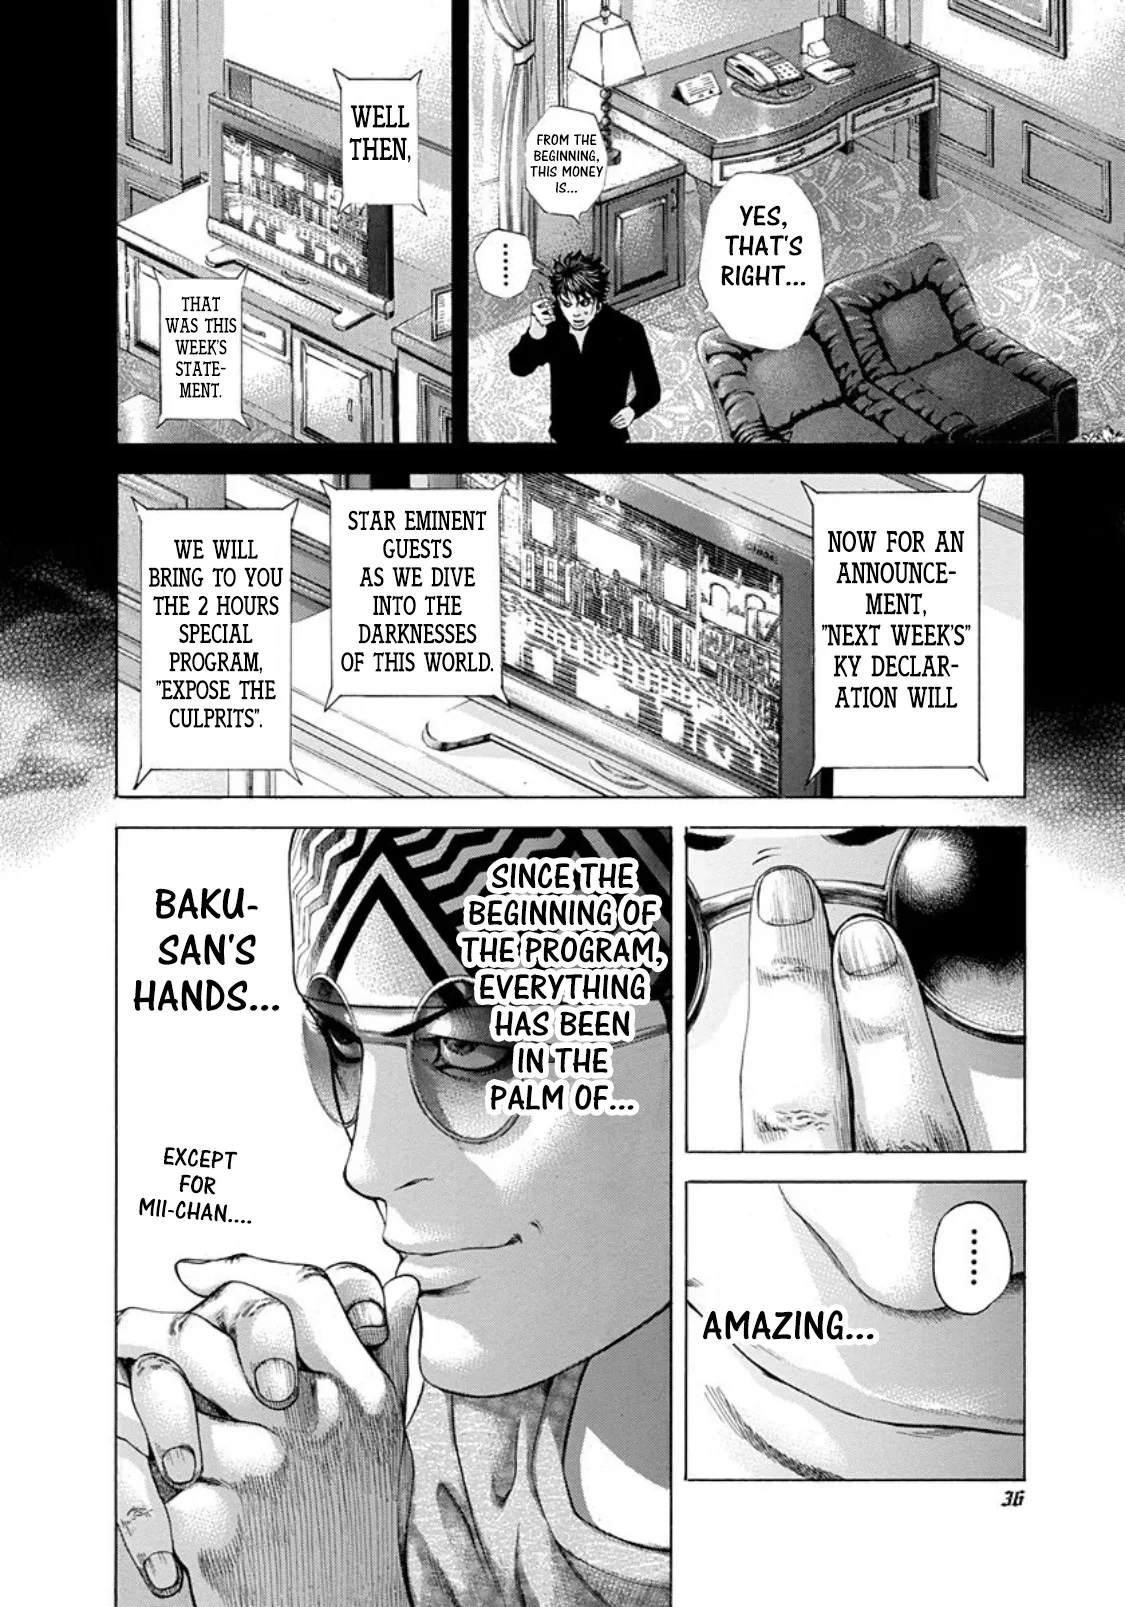 YES,
THAT'S
RIGHT...
FROM THE
BEGINNING,
THIS MONEY
IS...
......
WELL
THEN,
THAT
WAS THIS
WEEK'S
STATE-
MENT.
NOW FOR AN
ANNOUNCE-
MENT,
"NEXT WEEK'S"
KY DECLAR-
ATION WILL
STAR EMINENT
GUESTS
AS WE DIVE
INTO THE
DARKNESSES
OF THIS WORLD.
WE WILL
BRING TO YOU
THE 2 HOURS
SPECIAL
PROGRAM,
"EXPOSE THE
CULPRITS".
......
AMAZING...
SINCE THE
BEGINNING OF
THE PROGRAM,
EVERYTHING
HAS BEEN
IN THE
PALM OF...
BAKU-
SAN'S
HANDS...
EXCEPT
FOR
MII-CHAN....
36